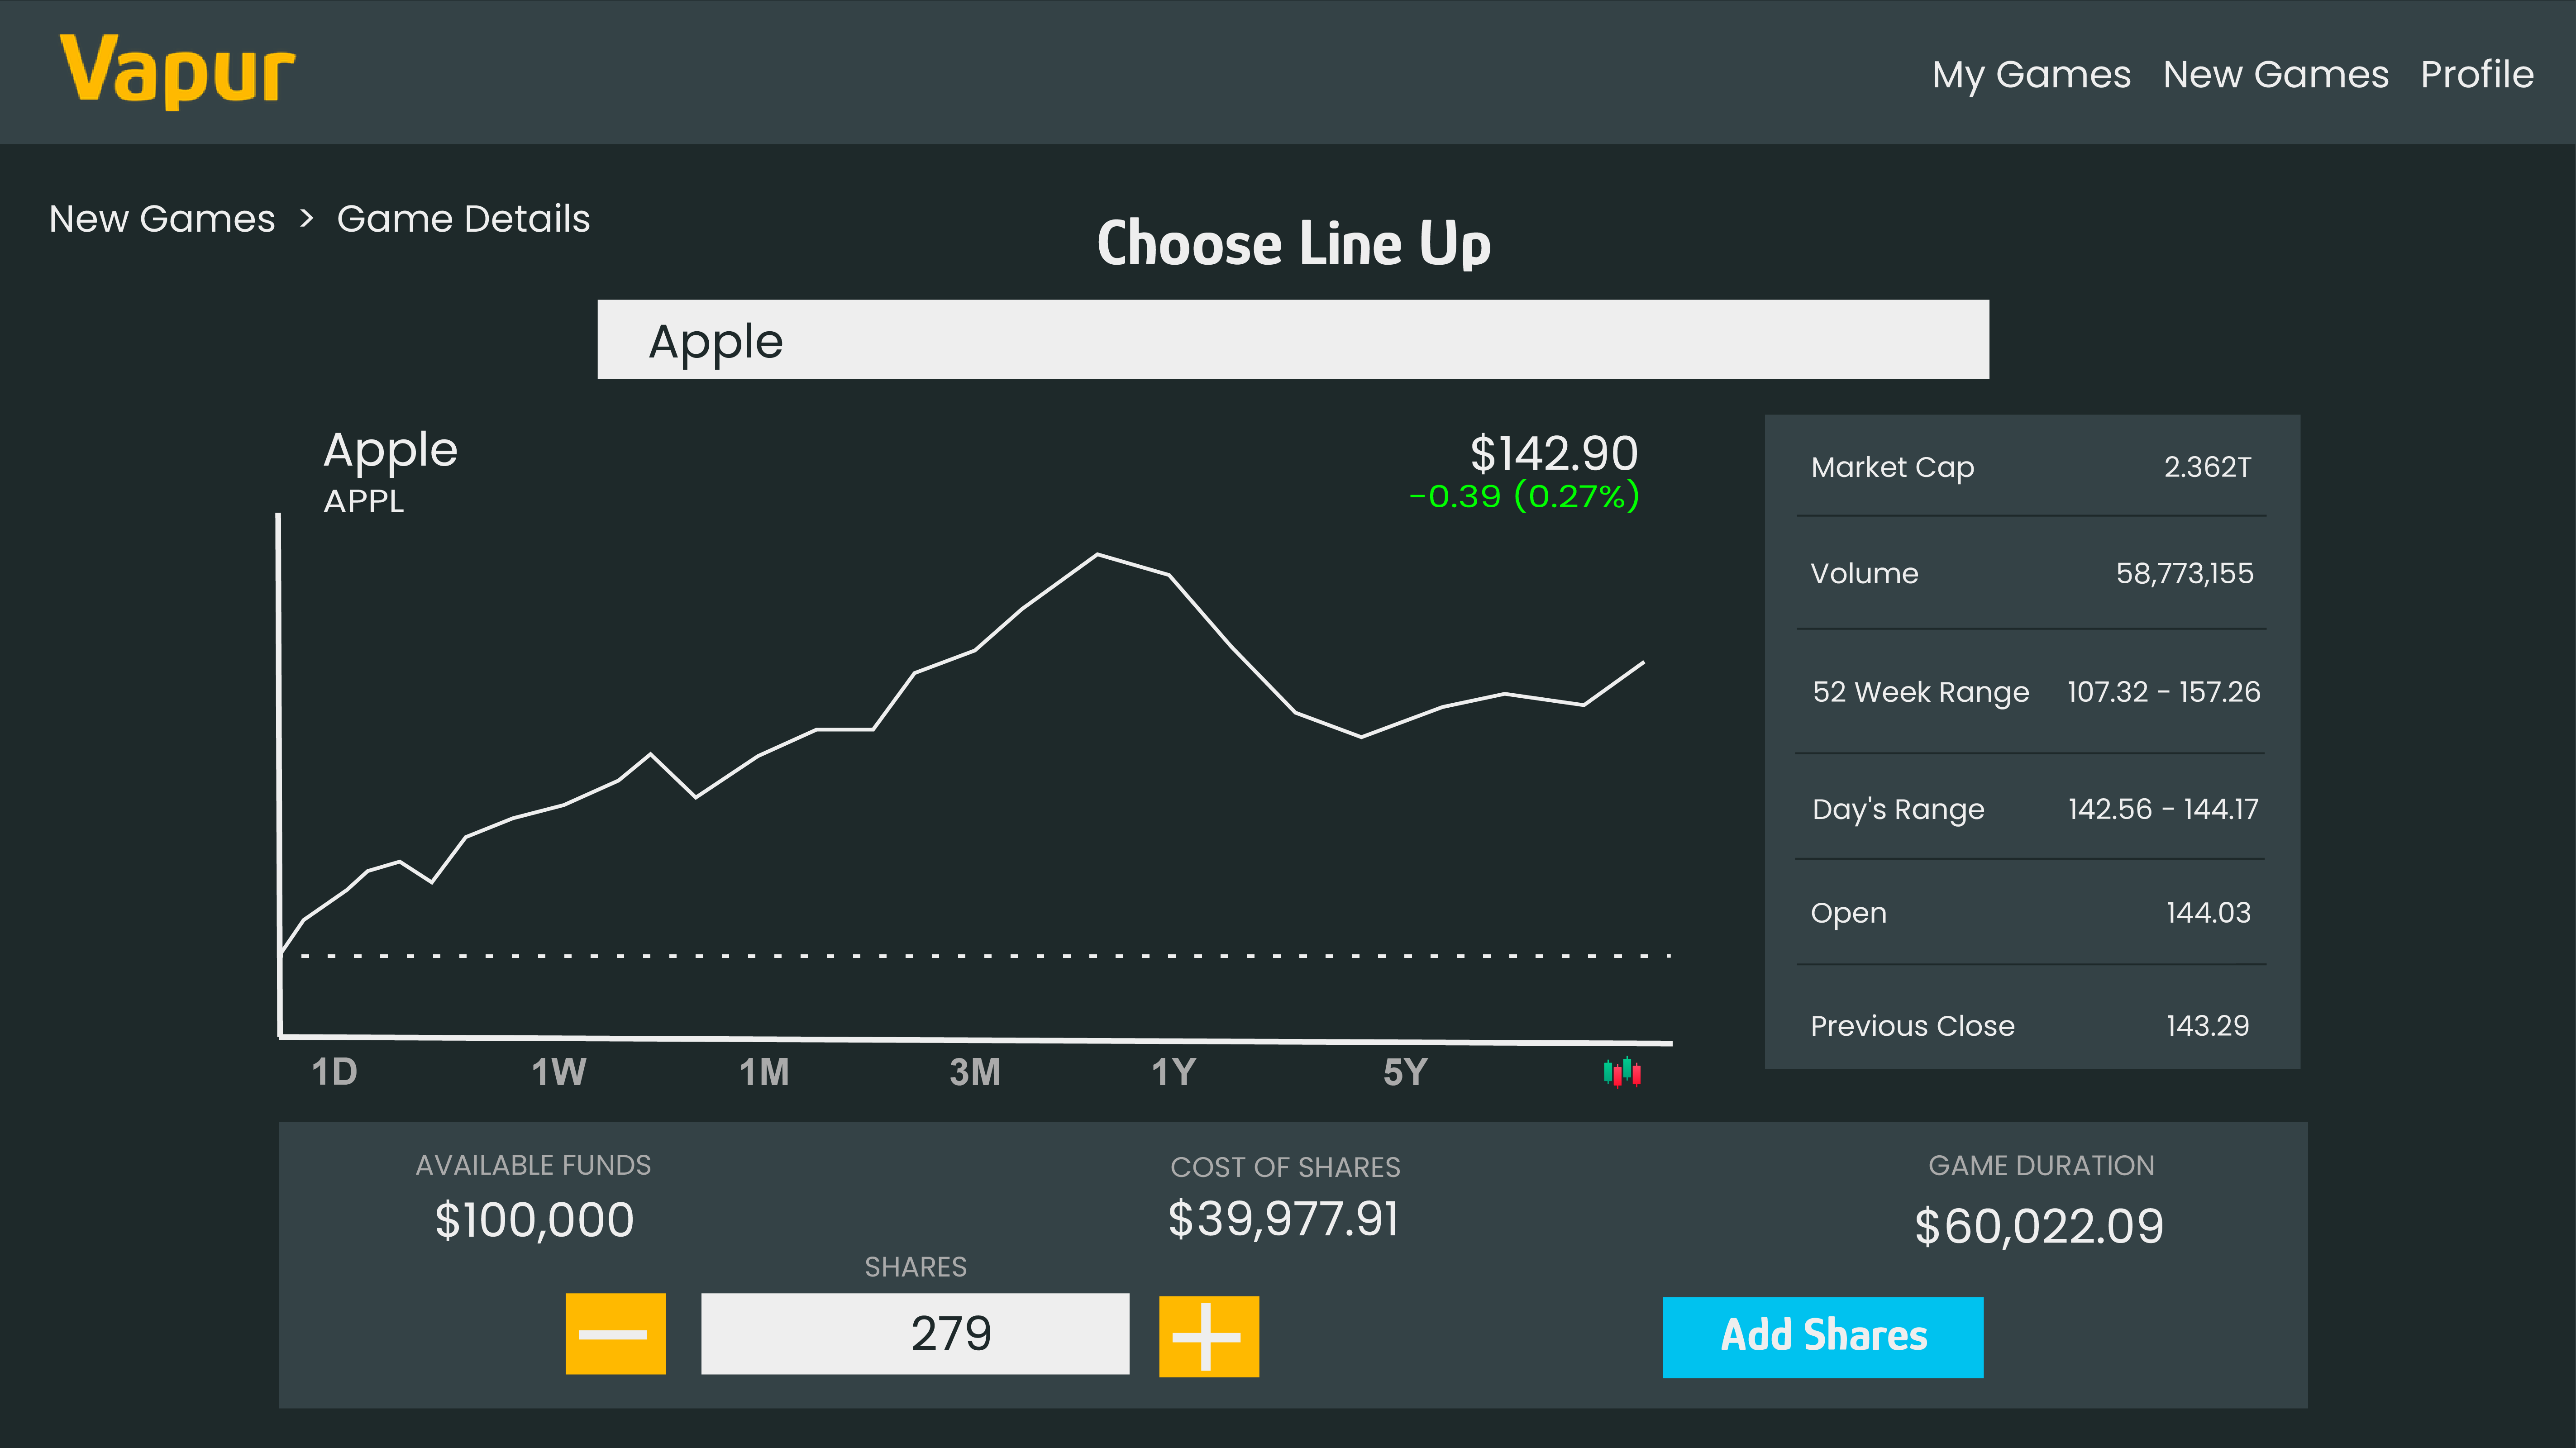 Vapur
My Games New Games Profile
New Games > Game Details
Choose Line Up
Apple
Apple
APPL
$142.90
-0.39 (0.27%)
1D 1W 1M 3M 1Y 5Y
Market Cap 2.362T
Volume 58,773,155
52 Week Range 107.32 - 157.26
Day's Range 142.56 - 144.17
Open 144.03
Previous Close 143.29
AVAILABLE FUNDS
$100,000
COST OF SHARES
$39,977.91
GAME DURATION
$60,022.09
SHARES
279
Add Shares